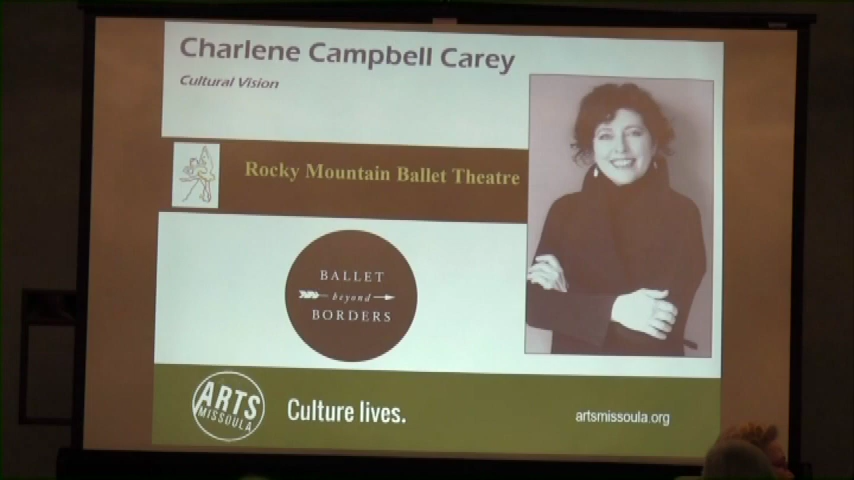 Charlene Campbell Carey
Cultural Vision
Rocky Mountain Ballet Theatre
BALLET
beyond
BORDERS
ARTS
MISSOULA
Culture lives.
artsmissoula.org